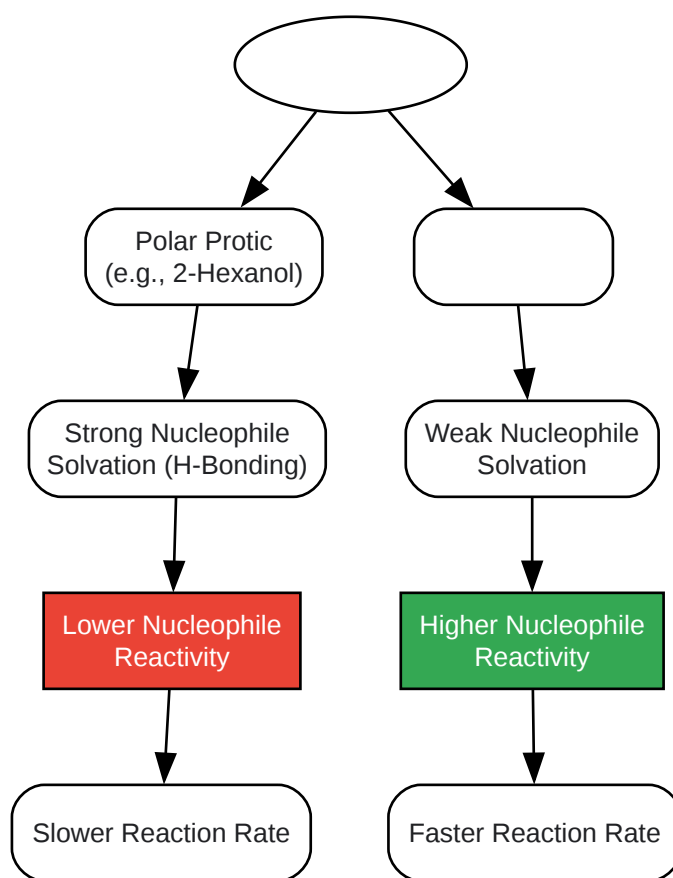 Polar Protic
(e.g., 2-Hexanol)
Strong Nucleophile
Solvation (H-Bonding)
Weak Nucleophile
Solvation
Lower Nucleophile
Reactivity
Higher Nucleophile
Reactivity
Slower Reaction Rate
Faster Reaction Rate